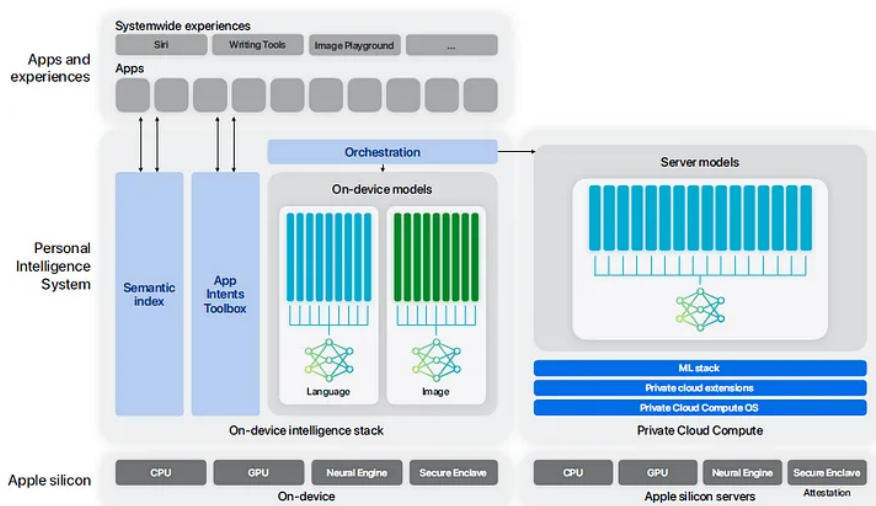 Systemwide experiences
Siri
Writing Tools
Image Playground
...
Apps
Apps and
experiences
Orchestration
On-device models
Semantic
index
App
Intents
Toolbox
Language
Image
On-device intelligence stack
Personal
Intelligence
System
Server models
ML stack
Private cloud extensions
Private Cloud Compute OS
Private Cloud Compute
Apple silicon
CPU
GPU
Neural Engine
Secure Enclave
On-device
CPU
GPU
Neural Engine
Secure Enclave
Apple silicon servers
Attestation